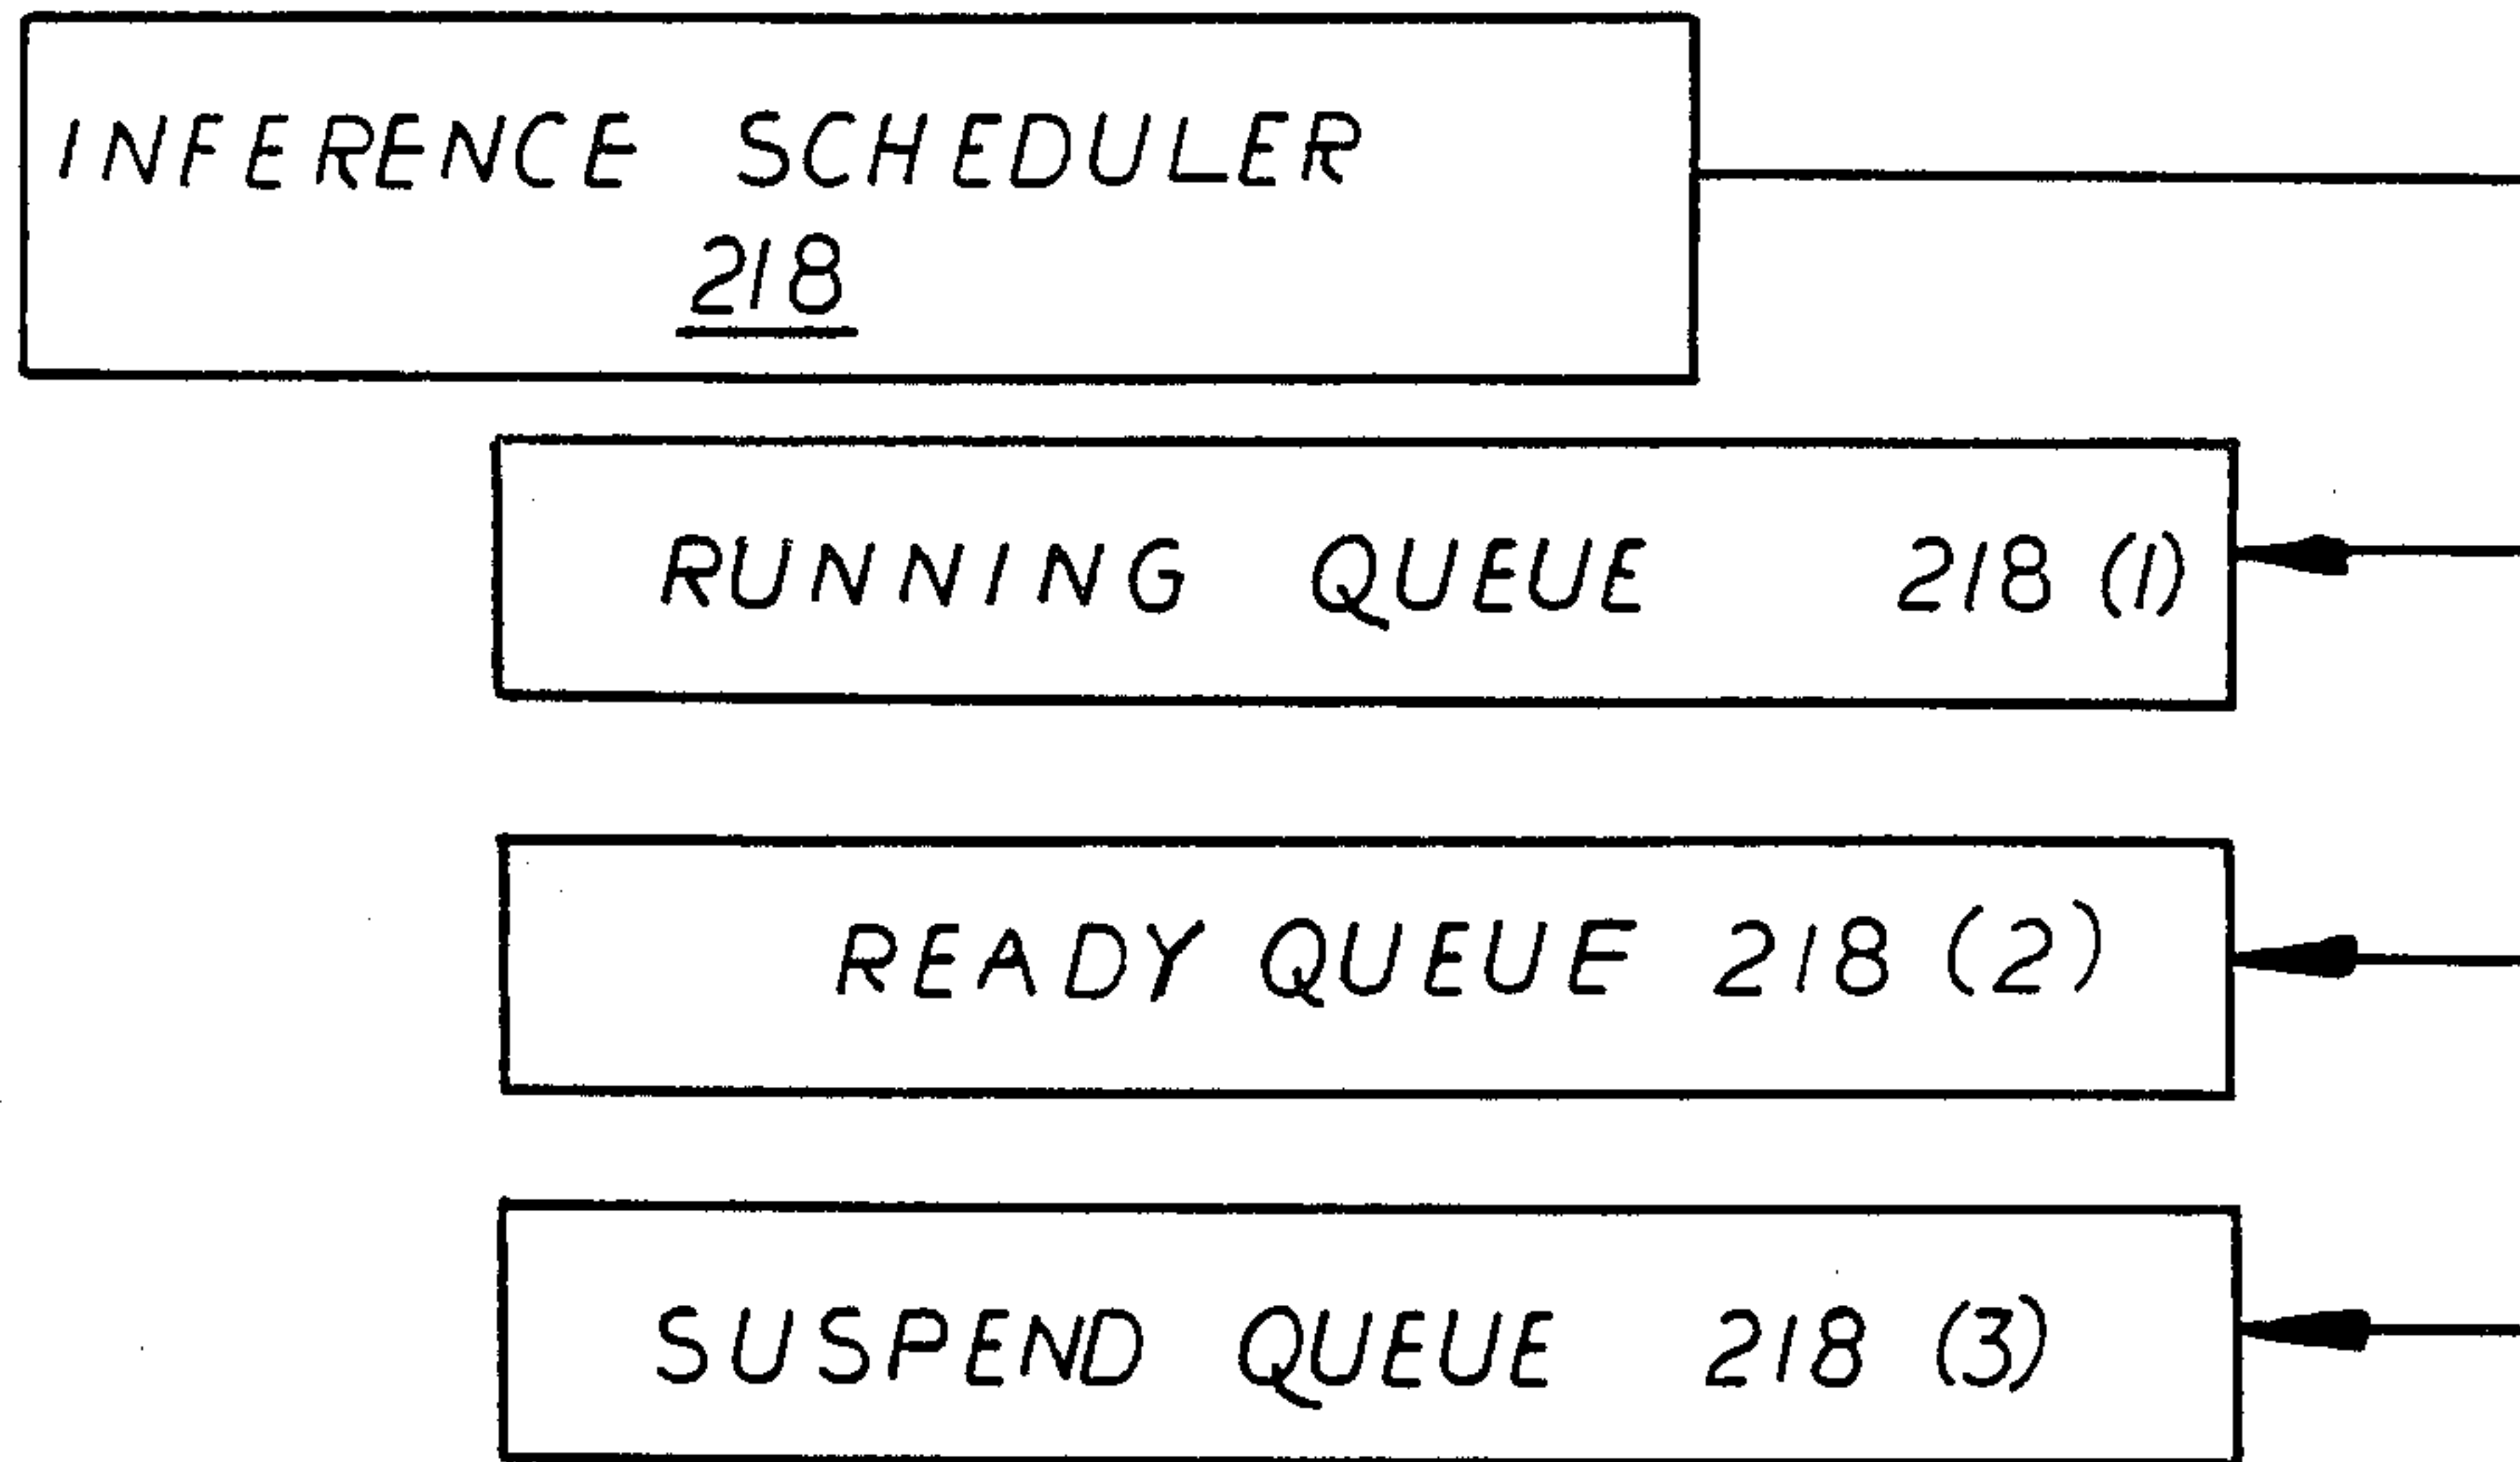 INFERENCE SCHEDULER
218
RUNNING QUEUE 218 (1)
READY QUEUE 218 (2)
SUSPEND QUEUE 218 (3)